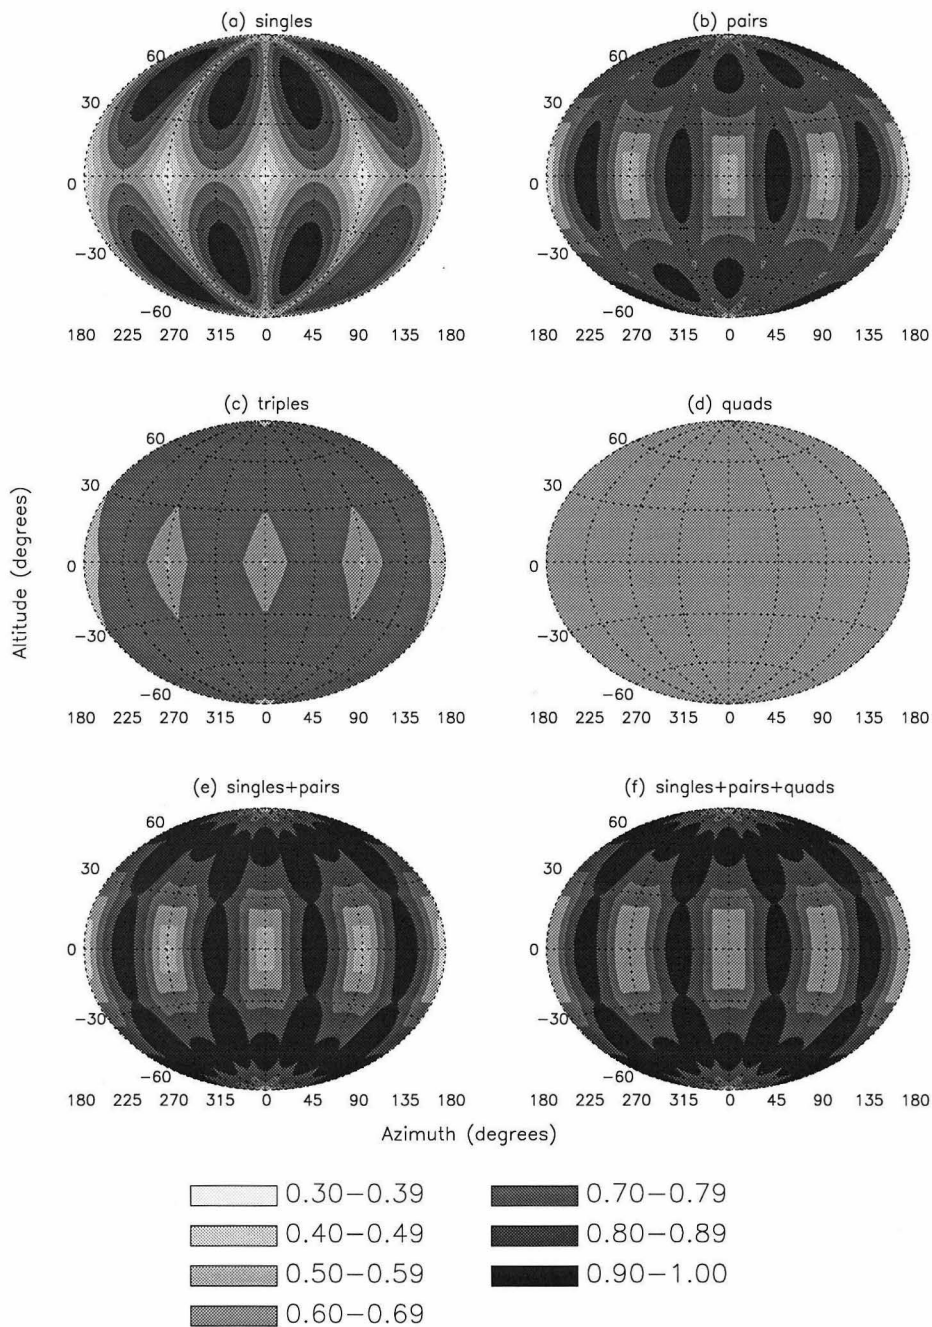 (a) singles
(b) pairs
60
30
0
−30
−60
180 225 270 315 0 45 90 135 180
60
30
0
−30
−60
180 225 270 315 0 45 90 135 180
(c) triples
(d) quads
60
30
0
−30
−60
180 225 270 315 0 45 90 135 180
60
30
0
−30
−60
180 225 270 315 0 45 90 135 180
Altitude (degrees)
(e) singles+pairs
(f) singles+pairs+quads
60
30
0
−30
−60
180 225 270 315 0 45 90 135 180
60
30
0
−30
−60
180 225 270 315 0 45 90 135 180
Azimuth (degrees)
0.30−0.39
0.40−0.49
0.50−0.59
0.60−0.69
0.70−0.79
0.80−0.89
0.90−1.00